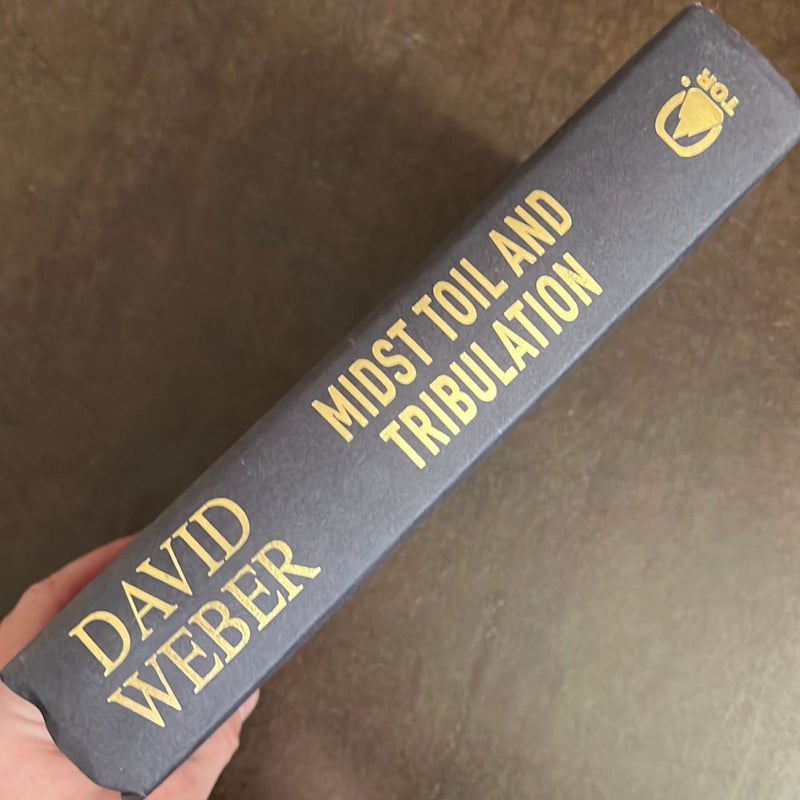 DAVID
WEBER
MIDST TOIL AND
TRIBULATION
TOR